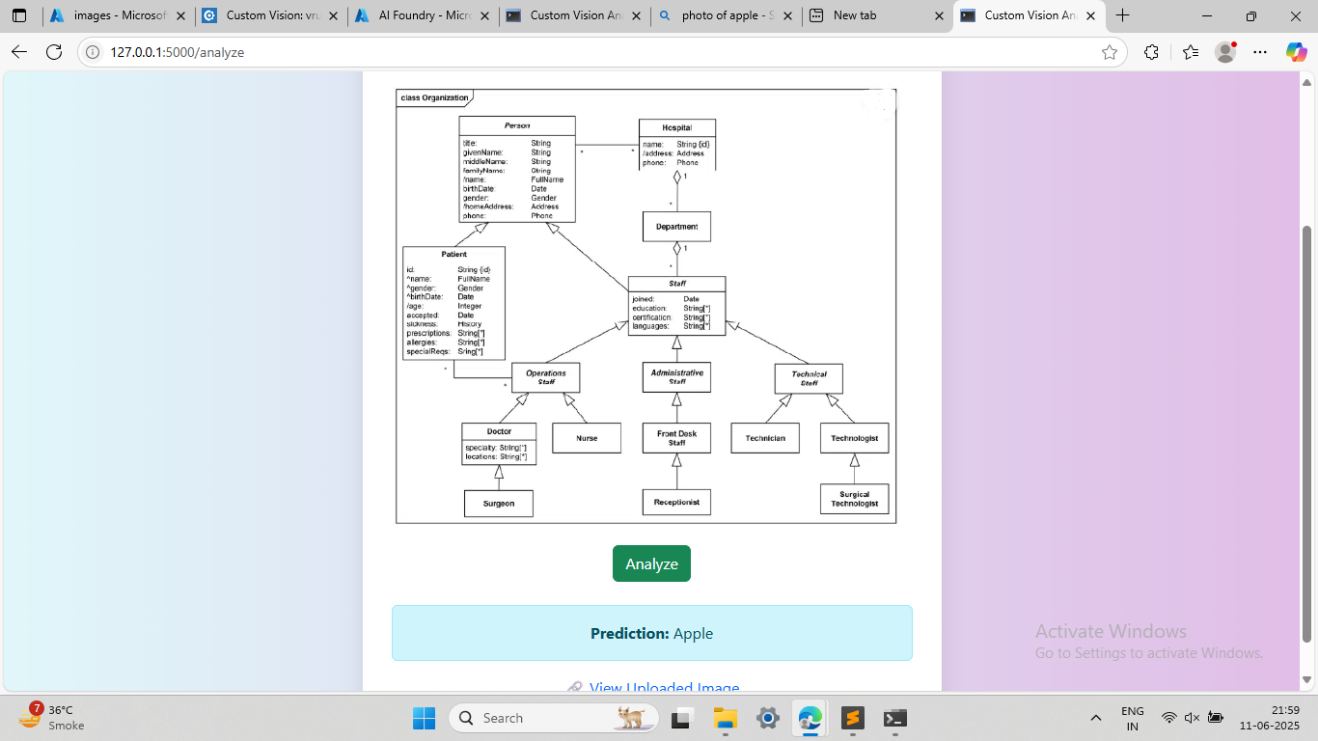 images - Microsof
Custom Vision: vru
AI Foundry - Micro
Custom Vision An
photo of apple - S
New tab
Custom Vision An
127.0.0.1:5000/analyze
class Organization
Person
title: String
givenName: String
middleName: String
familyName: String
/name: FullName
birthDate: Date
gender: Gender
/homeAddress: Address
phone: Phone
*
*
Hospital
name: String {id}
/address: Address
phone: Phone
1
*
Department
1
*
Patient
id: String {id}
^name: FullName
^gender: Gender
^birthDate: Date
/age: Integer
accepted: Date
sickness: History
prescriptions: String[*]
allergies: String[*]
specialReqs: Sring[*]
Staff
joined: Date
education: String[*]
certification: String[*]
languages: String[*]
*
*
Operations
Staff
Administrative
Staff
Technical
Staff
Doctor
specialty: String[*]
locations: String[*]
Nurse
Front Desk
Staff
Technician
Technologist
Surgeon
Receptionist
Surgical
Technologist
Analyze
Prediction: Apple
View Uploaded Image
Activate Windows
Go to Settings to activate Windows.
7
36°C
Smoke
Search
ENG
IN
21:59
11-06-2025